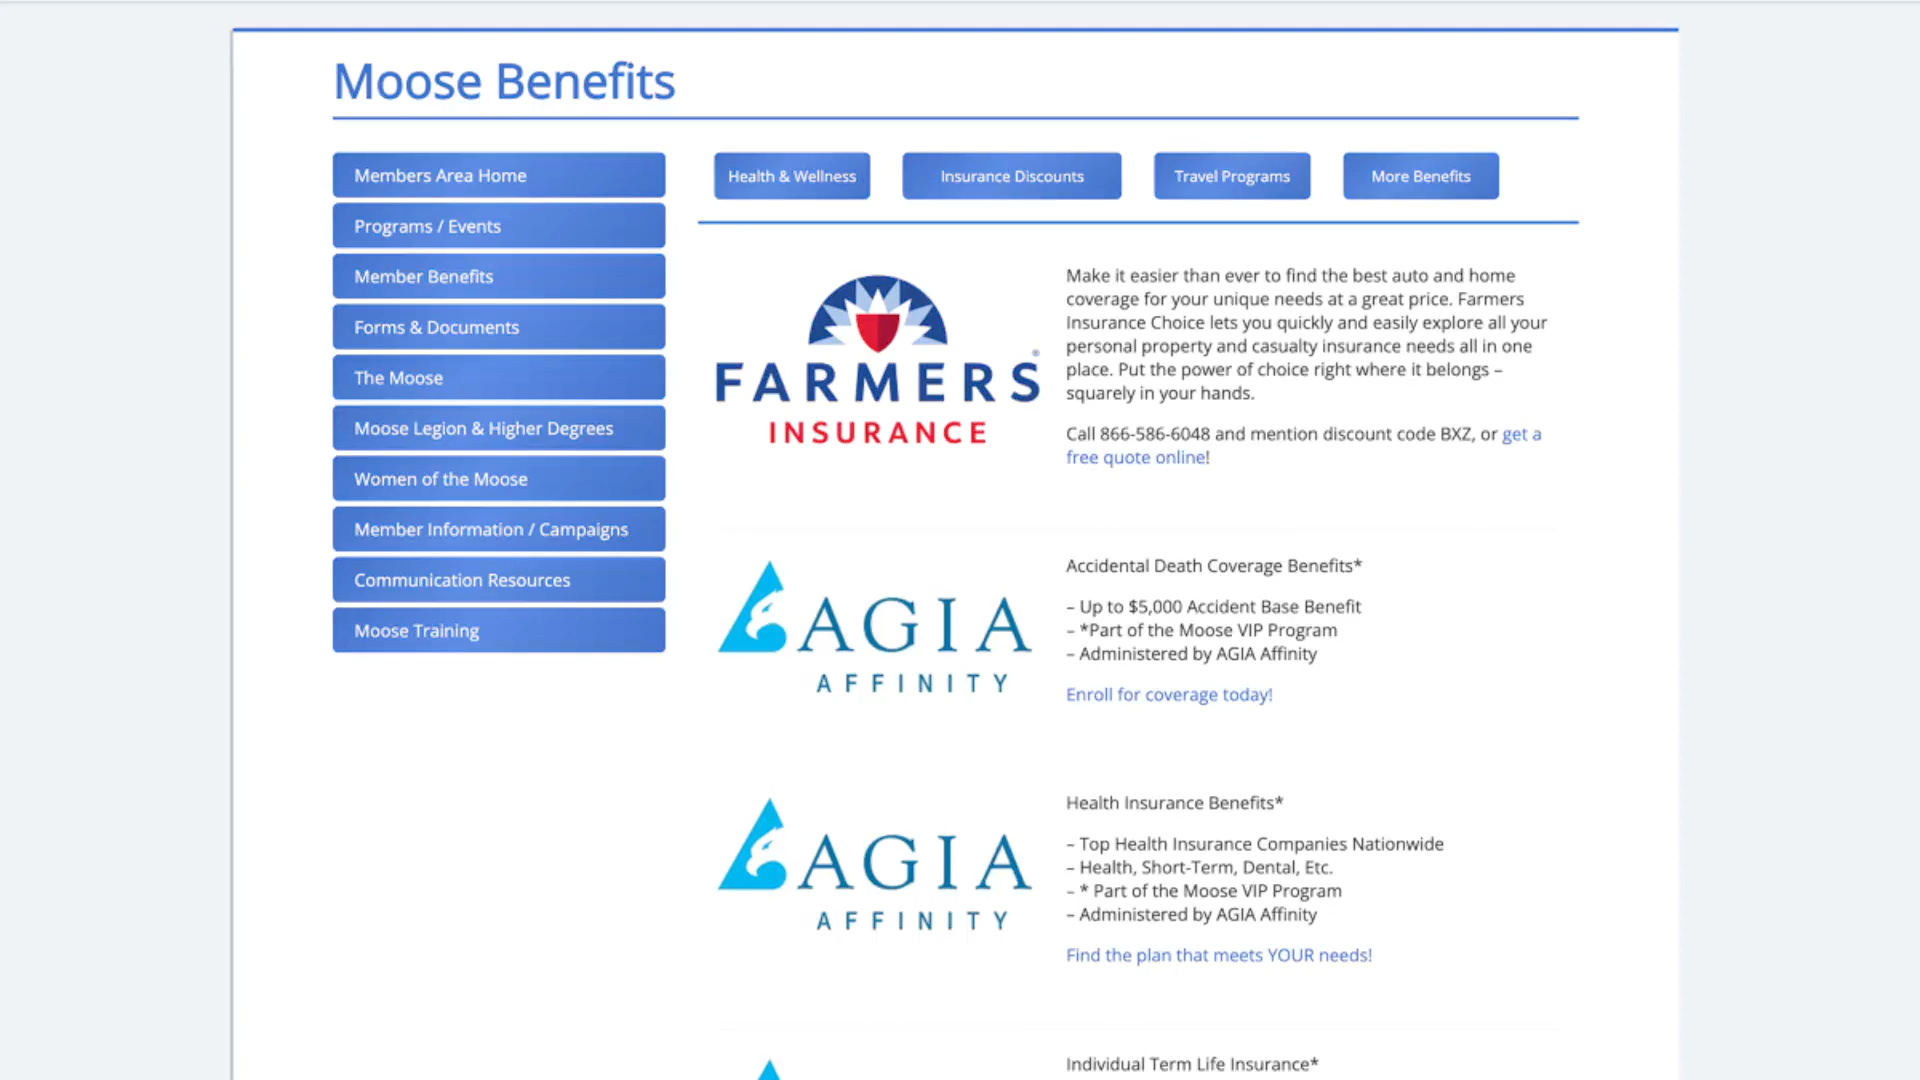 Moose Benefits
Members Area Home
Programs / Events
Member Benefits
Forms & Documents
The Moose
Moose Legion & Higher Degrees
Women of the Moose
Member Information / Campaigns
Communication Resources
Moose Training
Health & Wellness
Insurance Discounts
Travel Programs
More Benefits
FARMERS®
INSURANCE
Make it easier than ever to find the best auto and home
coverage for your unique needs at a great price. Farmers
Insurance Choice lets you quickly and easily explore all your
personal property and casualty insurance needs all in one
place. Put the power of choice right where it belongs –
squarely in your hands.
Call 866-586-6048 and mention discount code BXZ, or get a
free quote online!
AGIA
AFFINITY
Accidental Death Coverage Benefits*
– Up to $5,000 Accident Base Benefit
– *Part of the Moose VIP Program
– Administered by AGIA Affinity
Enroll for coverage today!
AGIA
AFFINITY
Health Insurance Benefits*
– Top Health Insurance Companies Nationwide
– Health, Short-Term, Dental, Etc.
– * Part of the Moose VIP Program
– Administered by AGIA Affinity
Find the plan that meets YOUR needs!
Individual Term Life Insurance*